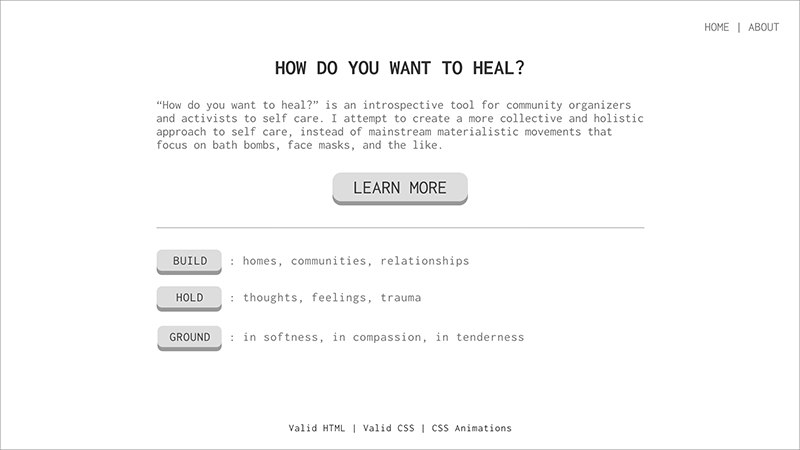 HOME | ABOUT
HOW DO YOU WANT TO HEAL?
“How do you want to heal?” is an introspective tool for community organizers
and activists to self care. I attempt to create a more collective and holistic
approach to self care, instead of mainstream materialistic movements that
focus on bath bombs, face masks, and the like.
LEARN MORE
BUILD : homes, communities, relationships
HOLD : thoughts, feelings, trauma
GROUND : in softness, in compassion, in tenderness
Valid HTML | Valid CSS | CSS Animations